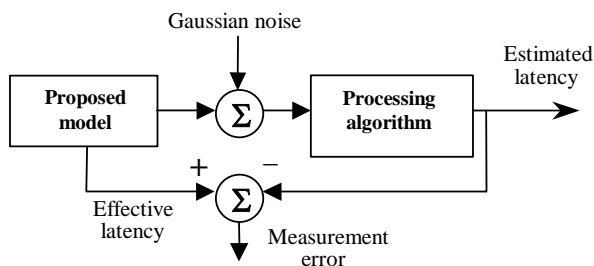 Gaussian noise
Estimated
latency
Proposed
model
Σ
Processing
algorithm
+
−
Σ
Effective
latency
Measurement
error